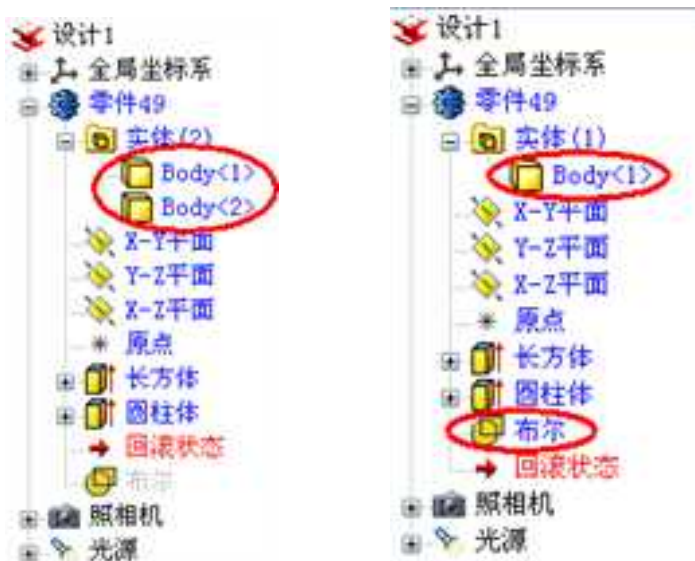 设计1
全局坐标系
零件49
实体(2)
Body<1>
Body<2>
X-Y平面
Y-Z平面
X-Z平面
原点
长方体
圆柱体
回滚状态
布尔
照相机
光源
设计1
全局坐标系
零件49
实体(1)
Body<1>
X-Y平面
Y-Z平面
X-Z平面
原点
长方体
圆柱体
布尔
回滚状态
照相机
光源